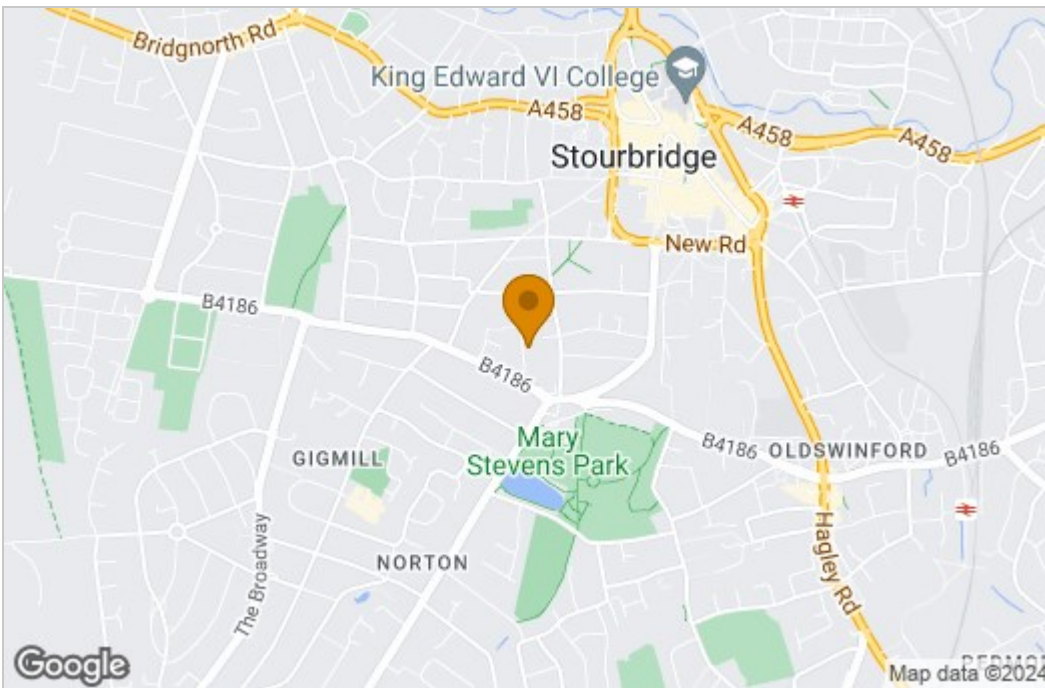 Bridgnorth Rd
King Edward VI College
A458
A458
A458
Stourbridge
New Rd
B4186
B4186
Mary
Stevens Park
B4186
OLDSWINFORD
B4186
GIGMILL
NORTON
The Broadway
Hagley Rd
Google
Map data ©2024